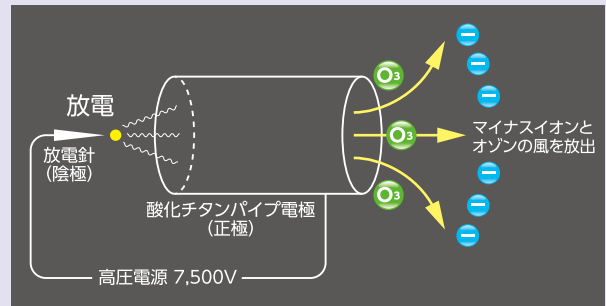 放電
放電針
(陰極)
酸化チタンパイプ電極
(正極)
高圧電源 7,500V
O3
O3
O3
マイナスイオンと
オゾンの風を放出